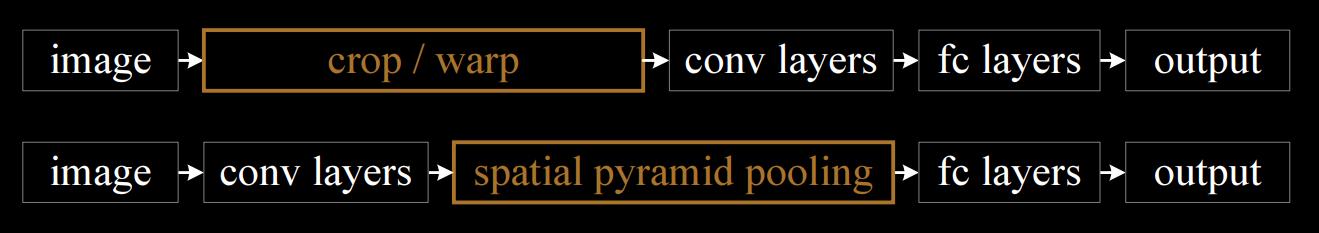 image crop / warp conv layers fc layers output
image conv layers spatial pyramid pooling fc layers output